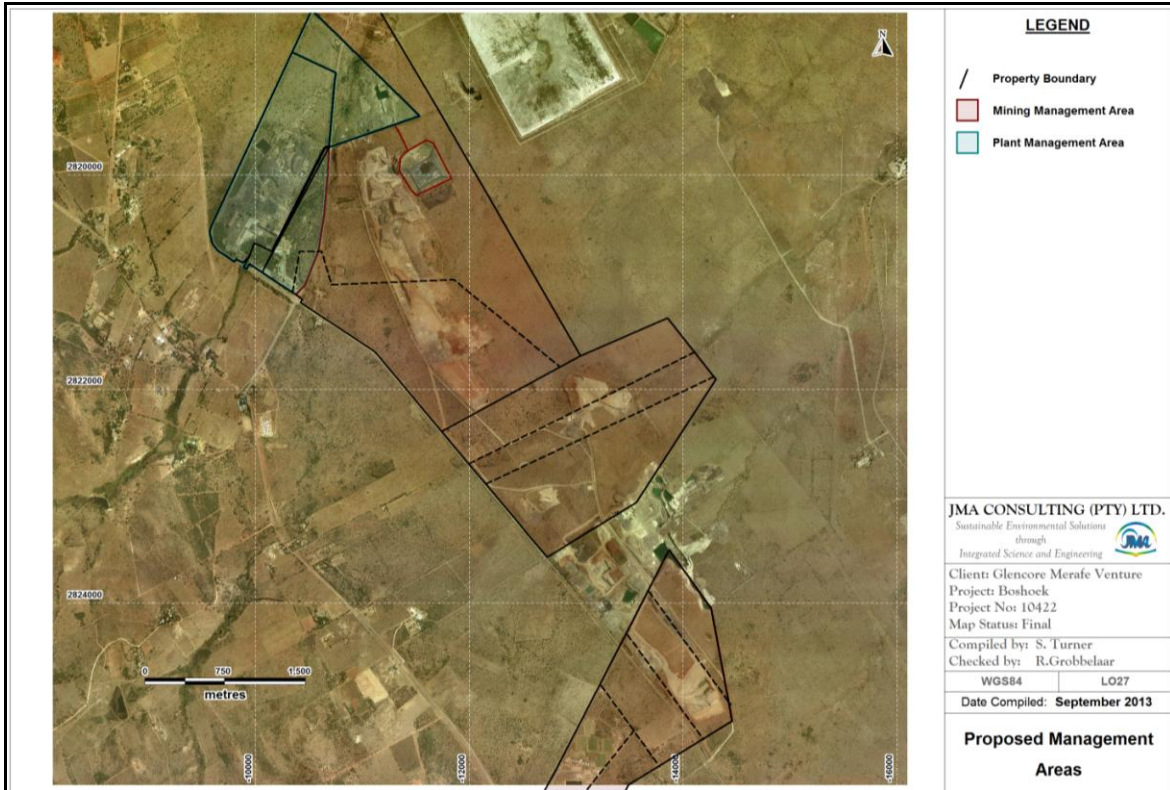 N
2820000
2822000
2824000
0 750 1,500
metres
-10000
-12000
-14000
-16000
LEGEND
Property Boundary
Mining Management Area
Plant Management Area
JMA CONSULTING (PTY) LTD.
Sustainable Environmental Solutions
through
Integrated Science and Engineering
JMA
Client: Glencore Merafe Venture
Project: Boshoek
Project No: 10422
Map Status: Final
Compiled by: S. Turner
Checked by: R.Grobbelaar
WGS84 LO27
Date Compiled: September 2013
Proposed Management
Areas